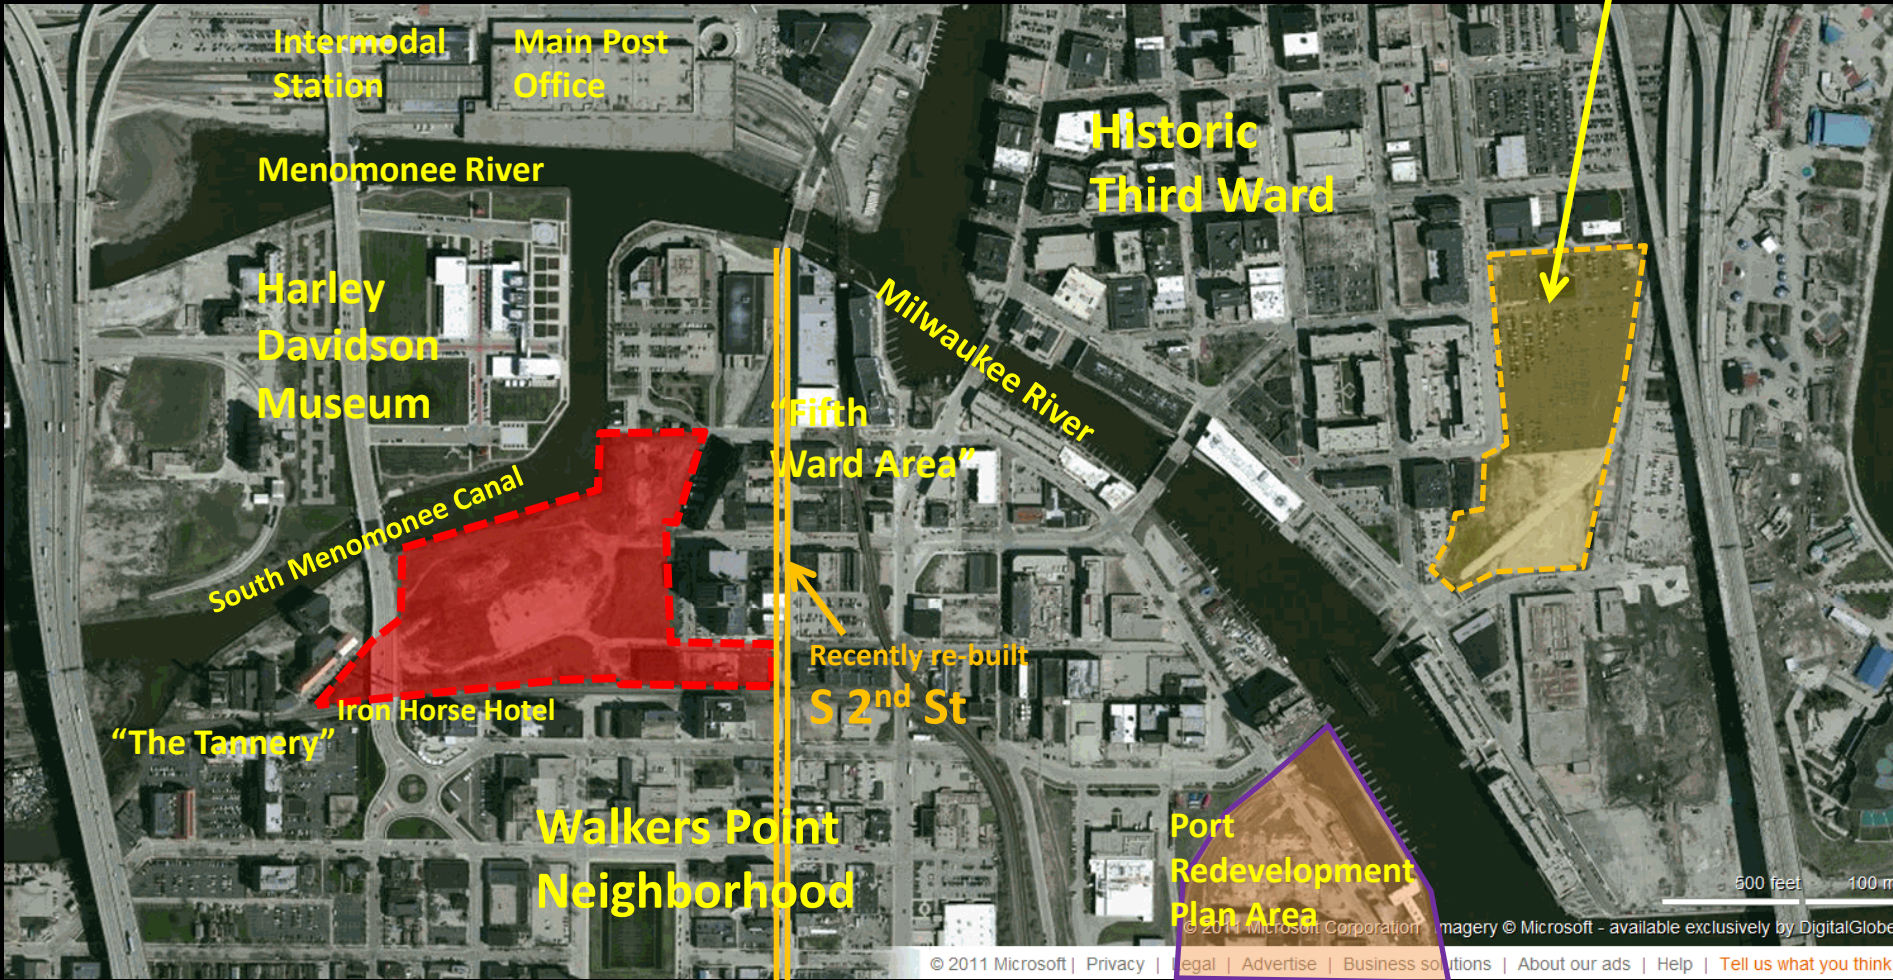 Intermodal
Station
Main Post
Office
Menomonee River
Historic
Third Ward
Harley
Davidson
Museum
Milwaukee River
"Fifth
Ward Area"
South Menomonee Canal
Recently re-built
S 2nd St
Iron Horse Hotel
"The Tannery"
Walkers Point
Neighborhood
Port
Redevelopment
Plan Area
500 feet 100 m
© 2011 Microsoft Corporation Imagery © Microsoft - available exclusively by DigitalGlobe
© 2011 Microsoft | Privacy | Legal | Advertise | Business solutions | About our ads | Help | Tell us what you think